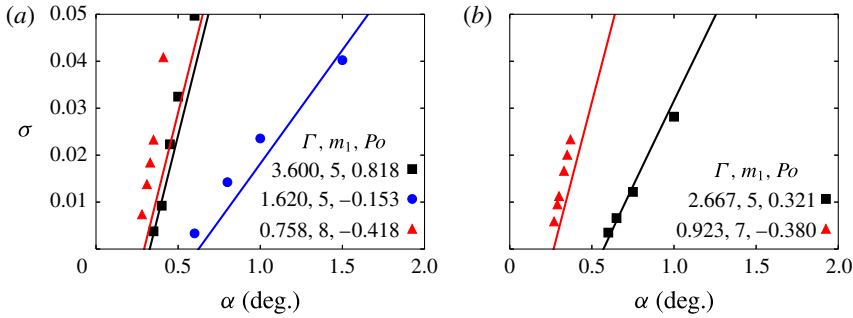 (a)
(b)
0.05
0.04
0.03
0.02
0.01
σ
Γ, m₁, Po
3.600, 5, 0.818
1.620, 5, −0.153
0.758, 8, −0.418
Γ, m₁, Po
2.667, 5, 0.321
0.923, 7, −0.380
0 0.5 1.0 1.5 2.0
0 0.5 1.0 1.5 2.0
α (deg.)
α (deg.)